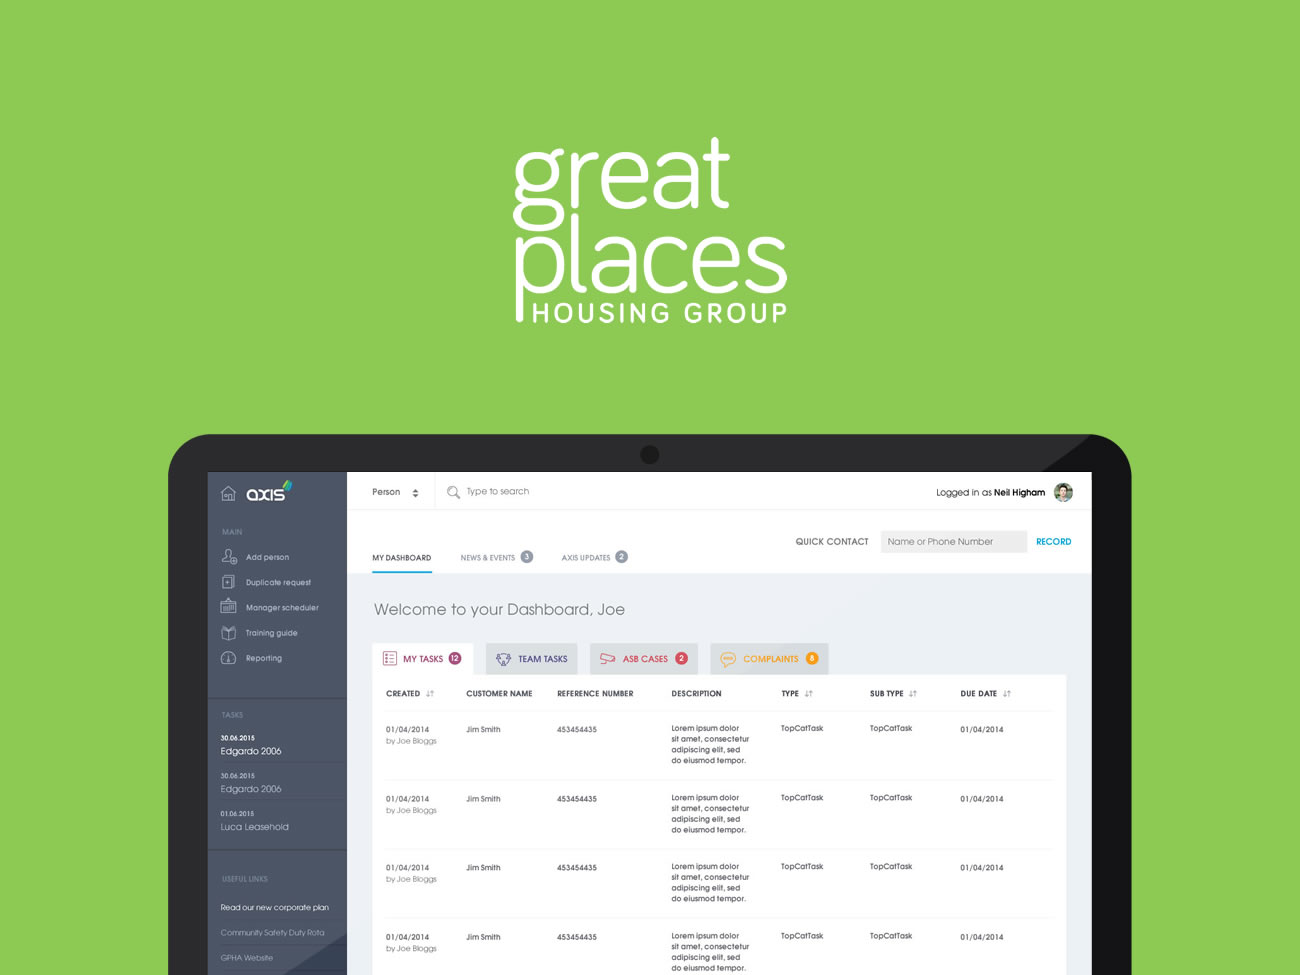 great
places
HOUSING GROUP
axis
Person
Type to search
Logged in as Neil Higham
MAIN
Add person
Duplicate request
Manager scheduler
Training guide
Reporting
TASKS
30.06.2015
Edgardo 2006
30.06.2015
Edgardo 2006
01.06.2015
Luca Leasehold
USEFUL LINKS
Read our new corporate plan
Community Safety Duty Rota
GPHA Website
QUICK CONTACT Name or Phone Number RECORD
MY DASHBOARD NEWS & EVENTS 3 AXIS UPDATES 2
Welcome to your Dashboard, Joe
MY TASKS 12 TEAM TASKS ASB CASES 2 COMPLAINTS 8
CREATED CUSTOMER NAME REFERENCE NUMBER DESCRIPTION TYPE SUB TYPE DUE DATE
01/04/2014 Jim Smith 453454435 Lorem ipsum dolor TopCatTask TopCatTask 01/04/2014
by Joe Bloggs sit amet, consectetur
adipiscing elit, sed
do eiusmod tempor.
01/04/2014 Jim Smith 453454435 Lorem ipsum dolor TopCatTask TopCatTask 01/04/2014
by Joe Bloggs sit amet, consectetur
adipiscing elit, sed
do eiusmod tempor.
01/04/2014 Jim Smith 453454435 Lorem ipsum dolor TopCatTask TopCatTask 01/04/2014
by Joe Bloggs sit amet, consectetur
adipiscing elit, sed
do eiusmod tempor.
01/04/2014 Jim Smith 453454435 Lorem ipsum dolor TopCatTask TopCatTask 01/04/2014
by Joe Bloggs sit amet, consectetur
adipiscing elit, sed
do eiusmod tempor.